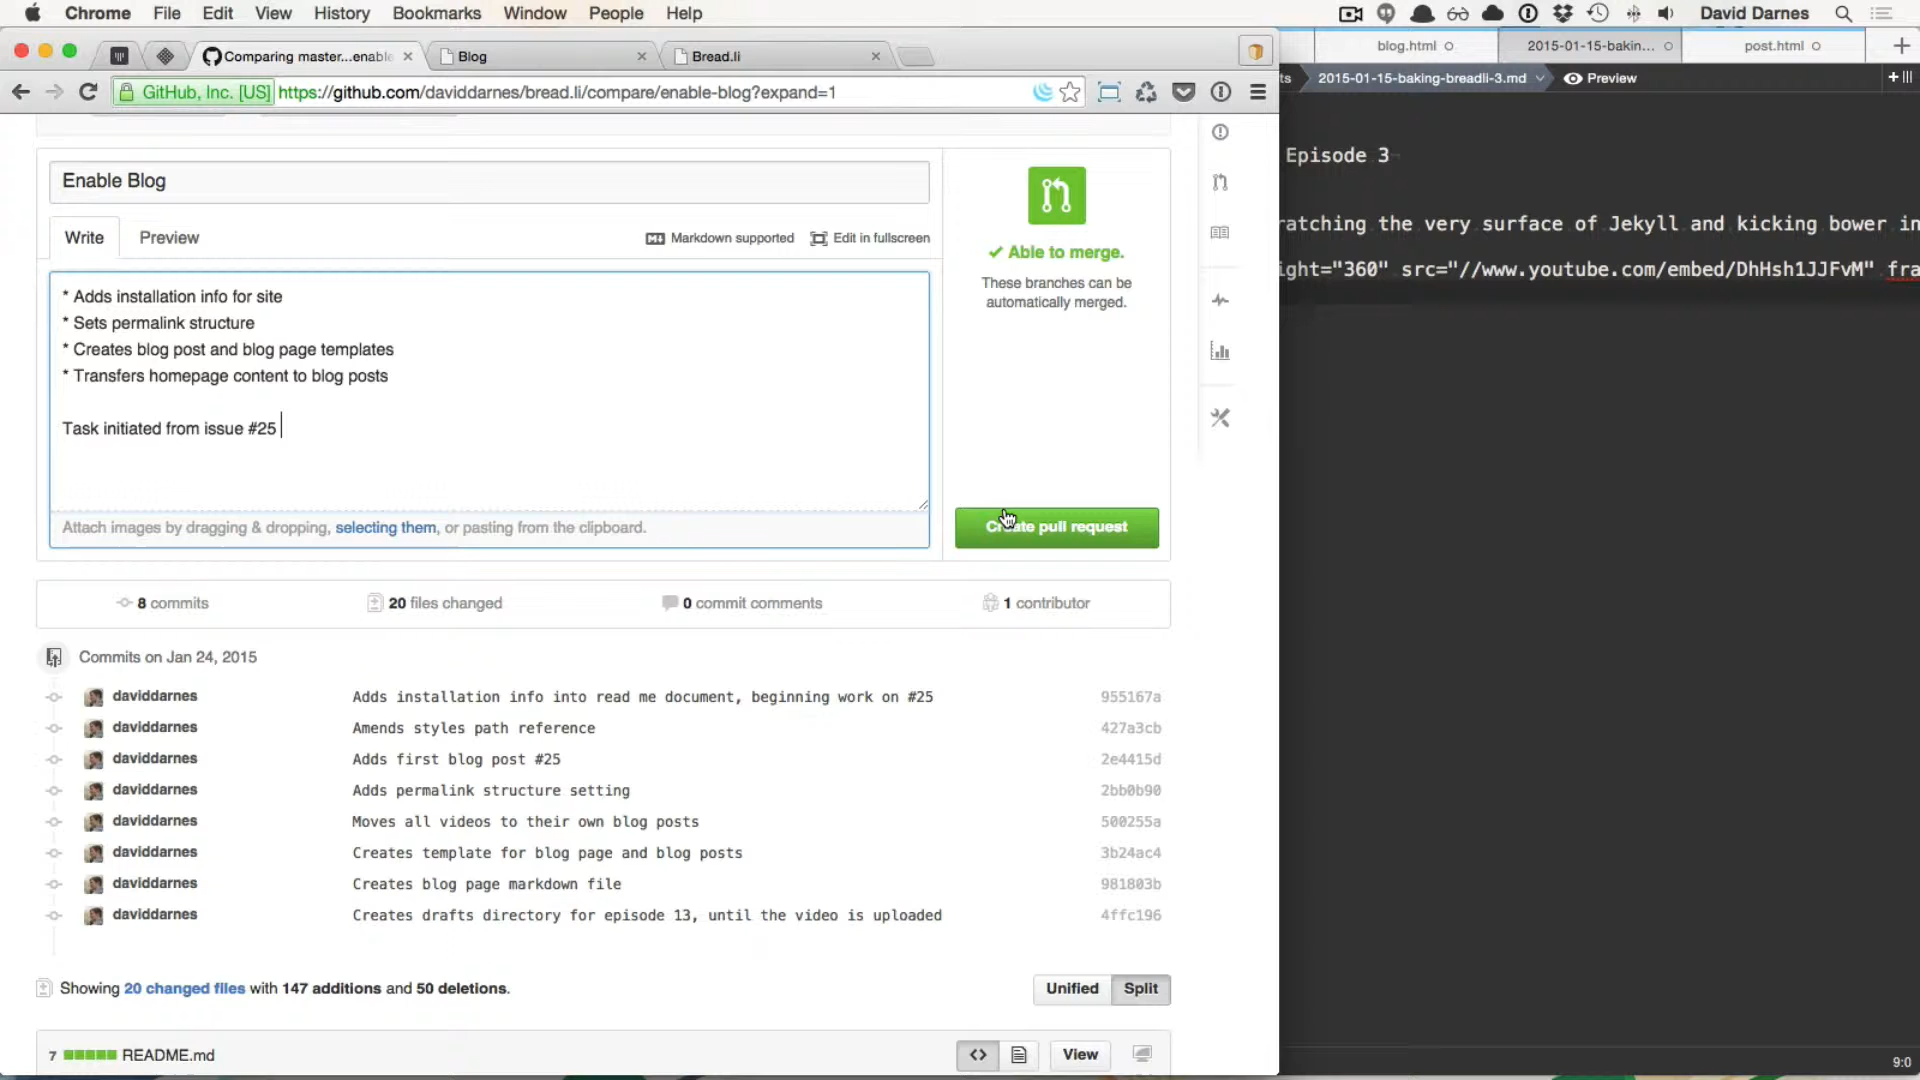 Chrome File Edit View History Bookmarks Window People Help David Darnes
Comparing master...enable Blog Bread.li
GitHub, Inc. [US] https://github.com/daviddarnes/bread.li/compare/enable-blog?expand=1
blog.html 2015-01-15-bakin... post.html
2015-01-15-baking-breadli-3.md Preview
Enable Blog
Write Preview Markdown supported Edit in fullscreen
* Adds installation info for site
* Sets permalink structure
* Creates blog post and blog page templates
* Transfers homepage content to blog posts
Task initiated from issue #25
Attach images by dragging & dropping, selecting them, or pasting from the clipboard.
Able to merge.
These branches can be
automatically merged.
Create pull request
8 commits 20 files changed 0 commit comments 1 contributor
Commits on Jan 24, 2015
daviddarnes Adds installation info into read me document, beginning work on #25 955167a
daviddarnes Amends styles path reference 427a3cb
daviddarnes Adds first blog post #25 2e4415d
daviddarnes Adds permalink structure setting 2bb0b90
daviddarnes Moves all videos to their own blog posts 500255a
daviddarnes Creates template for blog page and blog posts 3b24ac4
daviddarnes Creates blog page markdown file 981803b
daviddarnes Creates drafts directory for episode 13, until the video is uploaded 4ffc196
Showing 20 changed files with 147 additions and 50 deletions.
Unified Split
7 README.md View
Episode 3
ratching the very surface of Jekyll and kicking bower in
ight="360" src="//www.youtube.com/embed/DhHsh1JJFvM" fra
9:0